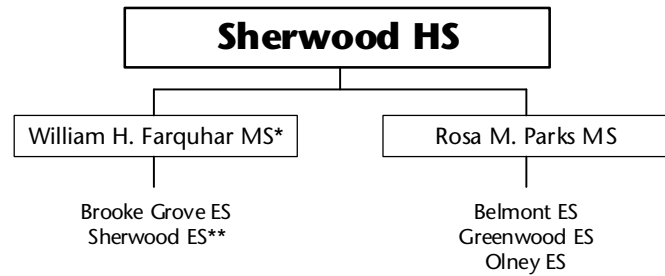 Sherwood HS
William H. Farquhar MS*
Rosa M. Parks MS
Brooke Grove ES
Sherwood ES**
Belmont ES
Greenwood ES
Olney ES